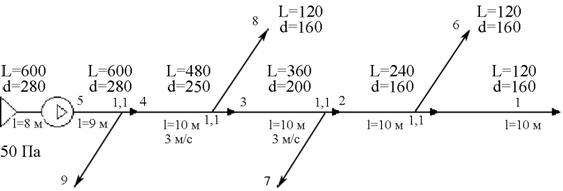 8
L=120
d=160
6
L=120
d=160
L=600
d=280
L=600
d=280
L=480
d=250
L=360
d=200
L=240
d=160
L=120
d=160
5
1,1
4
3
1,1
2
1
l=8 м
l=9 м
l=10 м
3 м/с
1,1
l=10 м
3 м/с
l=10 м
1,1
l=10 м
50 Па
9
7